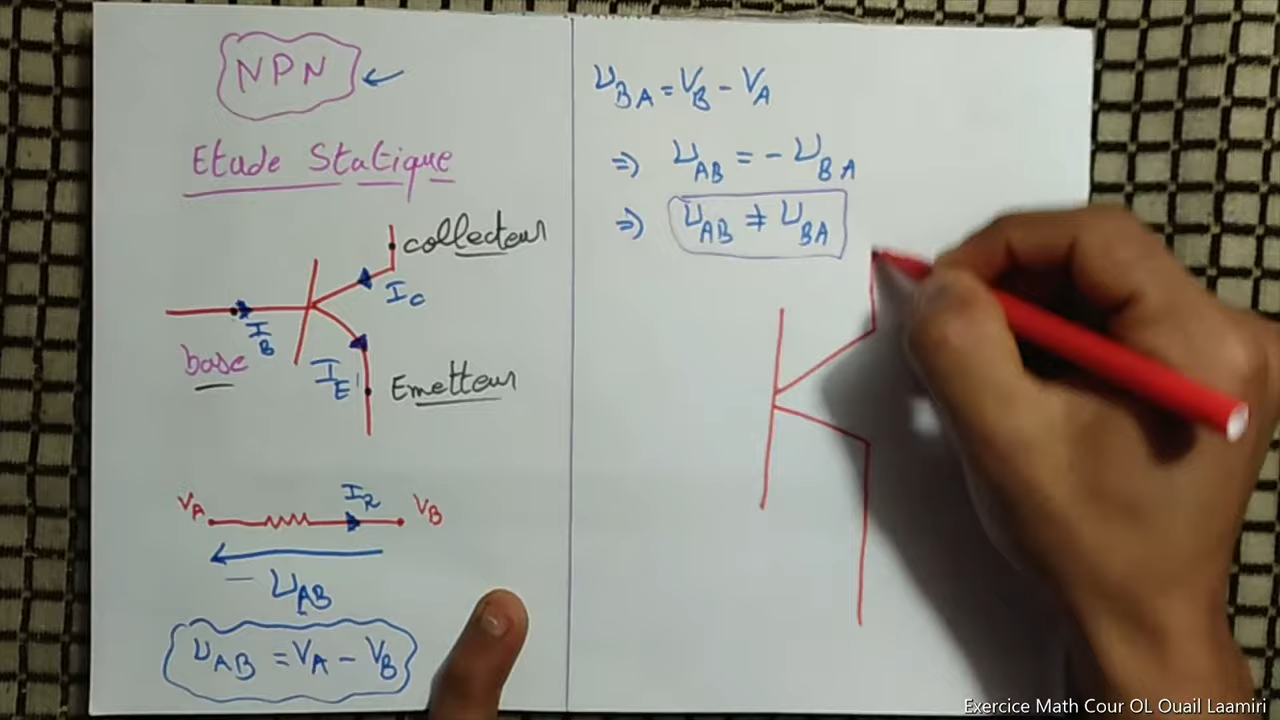 NPN
Etude Statique
collecteur
I_C
I_B
base
I_E
Emetteur
V_A I_R V_B
U_AB
U_AB = V_A - V_B
U_BA = V_B - V_A
⇒ U_AB = - U_BA
⇒ U_AB ≠ U_BA
Exercice Math Cour OL Ouail Laamiri